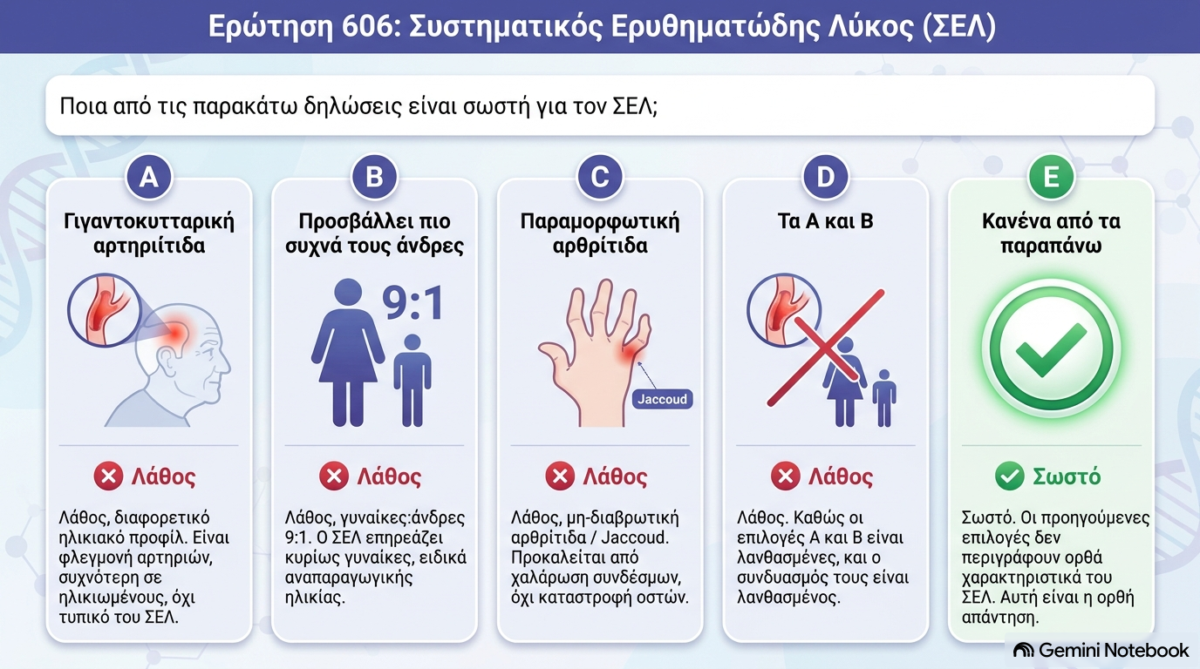 Ερώτηση 606: Συστηματικός Ερυθηματώδης Λύκος (ΣΕΛ)
Ποια από τις παρακάτω δηλώσεις είναι σωστή για τον ΣΕΛ;
A
Γιγαντοκυτταρική
αρτηριίτιδα
Λάθος
Λάθος, διαφορετικό
ηλικιακό προφίλ. Είναι
φλεγμονή αρτηριών,
συχνότερη σε
ηλικιωμένους, όχι
τυπικό του ΣΕΛ.
B
Προσβάλλει πιο
συχνά τους άνδρες
9:1
Λάθος
Λάθος, γυναίκες:άνδρες
9:1. Ο ΣΕΛ επηρεάζει
κυρίως γυναίκες, ειδικά
αναπαραγωγικής
ηλικίας.
C
Παραμορφωτική
αρθρίτιδα
Jaccoud
Λάθος
Λάθος, μη-διαβρωτική
αρθρίτιδα / Jaccoud.
Προκαλείται από
χαλάρωση συνδέσμων,
όχι καταστροφή οστών.
D
Τα A και B
Λάθος
Λάθος. Καθώς οι
επιλογές A και B είναι
λανθασμένες, και ο
συνδυασμός τους είναι
λανθασμένος.
E
Κανένα από τα
παραπάνω
Σωστό
Σωστό. Οι προηγούμενες
επιλογές δεν
περιγράφουν ορθά
χαρακτηριστικά του
ΣΕΛ. Αυτή είναι η ορθή
απάντηση.
Gemini Notebook